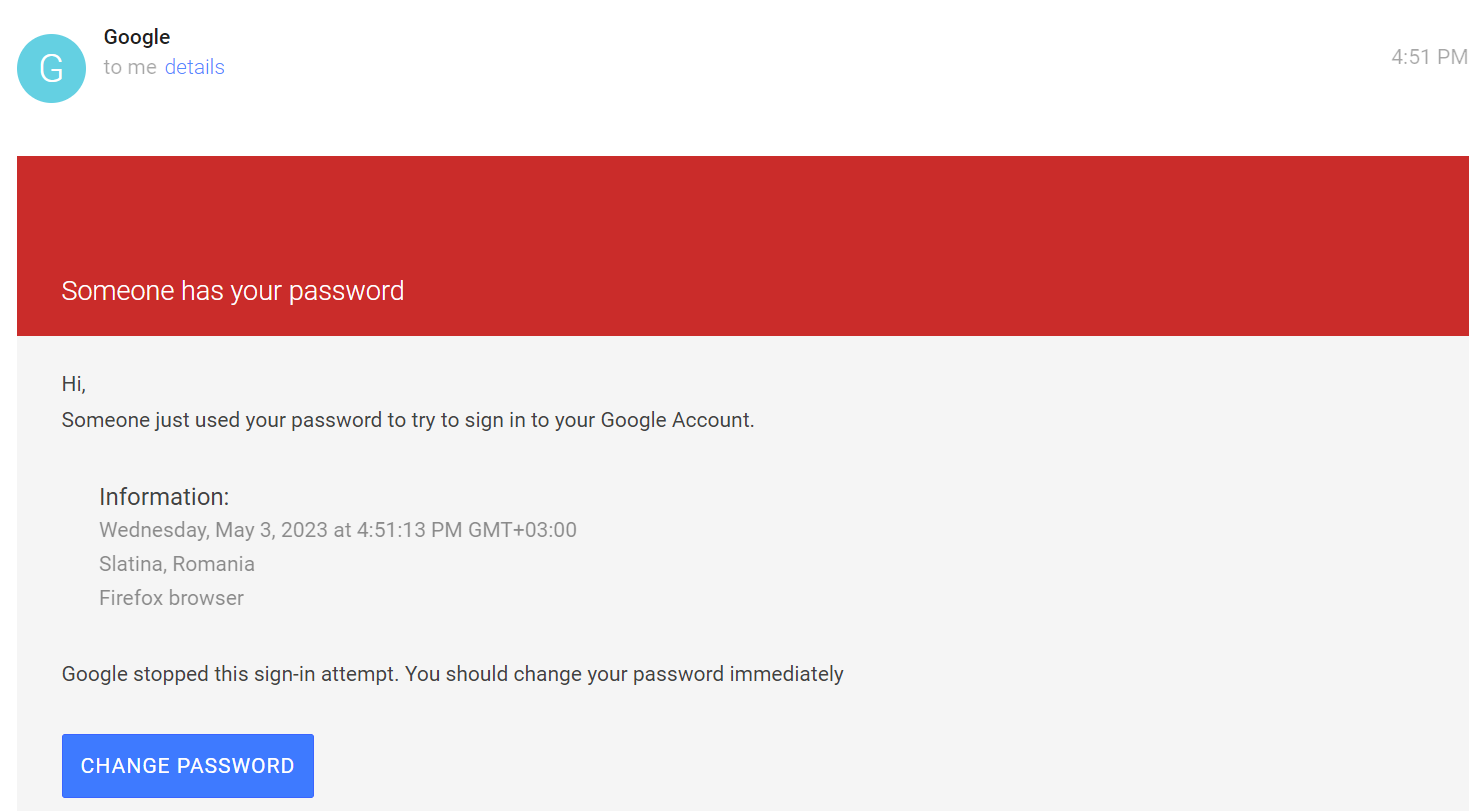 G
Google
to me details
4:51 PM
Someone has your password
Hi,
Someone just used your password to try to sign in to your Google Account.
Information:
Wednesday, May 3, 2023 at 4:51:13 PM GMT+03:00
Slatina, Romania
Firefox browser
Google stopped this sign-in attempt. You should change your password immediately
CHANGE PASSWORD